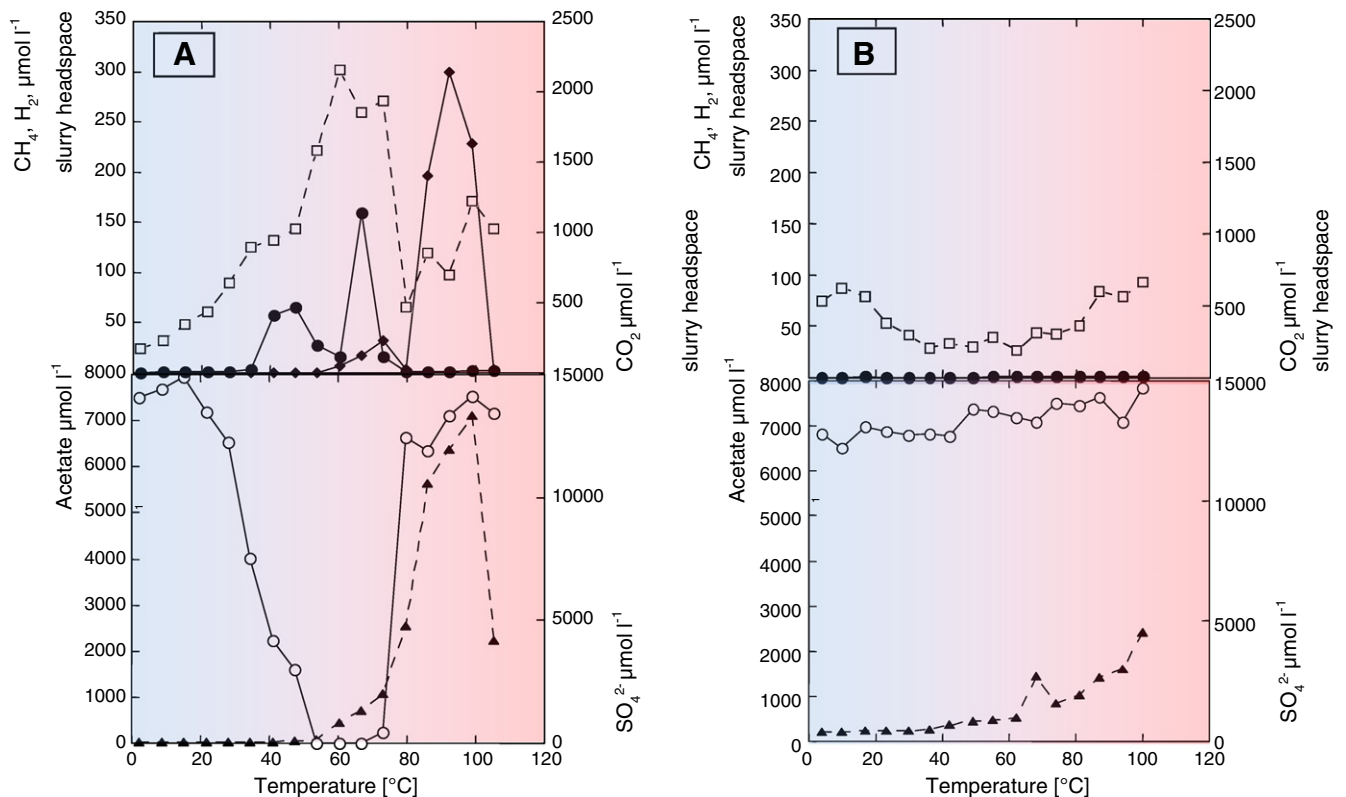 A
CH4, H2, µmol l-1
slurry headspace
350
300
250
200
150
100
50
2500
2000
1500
1000
500
CO2 µmol l-1
slurry headspace
Acetate µmol l-1
8000
7000
6000
5000
4000
3000
2000
1000
0
15000
10000
5000
0
SO42- µmol l-1
0 20 40 60 80 100 120
Temperature [°C]
B
CH4, H2, µmol l-1
slurry headspace
350
300
250
200
150
100
50
2500
2000
1500
1000
500
CO2 µmol l-1
slurry headspace
Acetate µmol l-1
8000
7000
6000
5000
4000
3000
2000
1000
0
15000
10000
5000
0
SO42- µmol l-1
0 20 40 60 80 100 120
Temperature [°C]